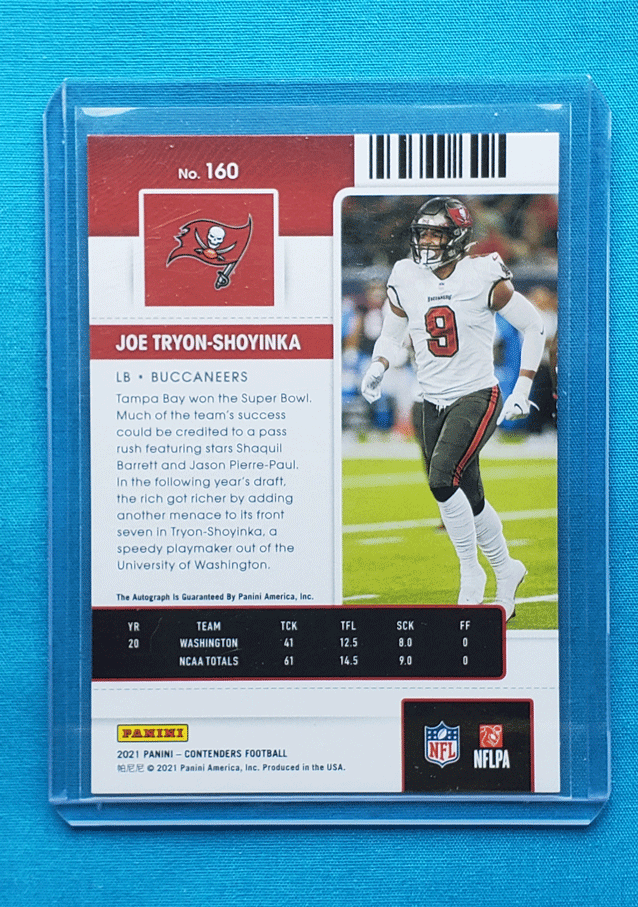 No. 160
JOE TRYON-SHOYINKA
LB • BUCCANEERS
Tampa Bay won the Super Bowl.
Much of the team's success
could be credited to a pass
rush featuring stars Shaquil
Barrett and Jason Pierre-Paul.
In the following year's draft,
the rich got richer by adding
another menace to its front
seven in Tryon-Shoyinka, a
speedy playmaker out of the
University of Washington.
The Autograph Is Guaranteed By Panini America, Inc.
BUCCANEERS
9
YR TEAM TCK TFL SCK FF
20 WASHINGTON 41 12.5 8.0 0
NCAA TOTALS 61 14.5 9.0 0
PANINI
2021 PANINI – CONTENDERS FOOTBALL
帕尼尼 © 2021 Panini America, Inc. Produced in the USA.
NFL
NFLPA